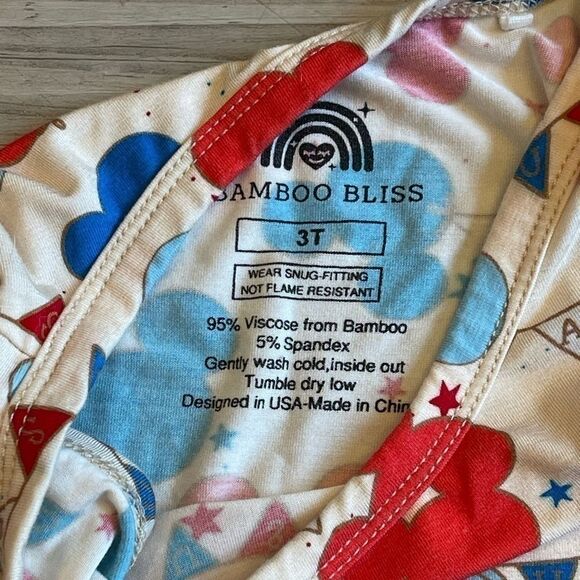 BAMBOO BLISS
3T
WEAR SNUG-FITTING
NOT FLAME RESISTANT
95% Viscose from Bamboo
5% Spandex
Gently wash cold,inside out
Tumble dry low
Designed in USA-Made in Chin